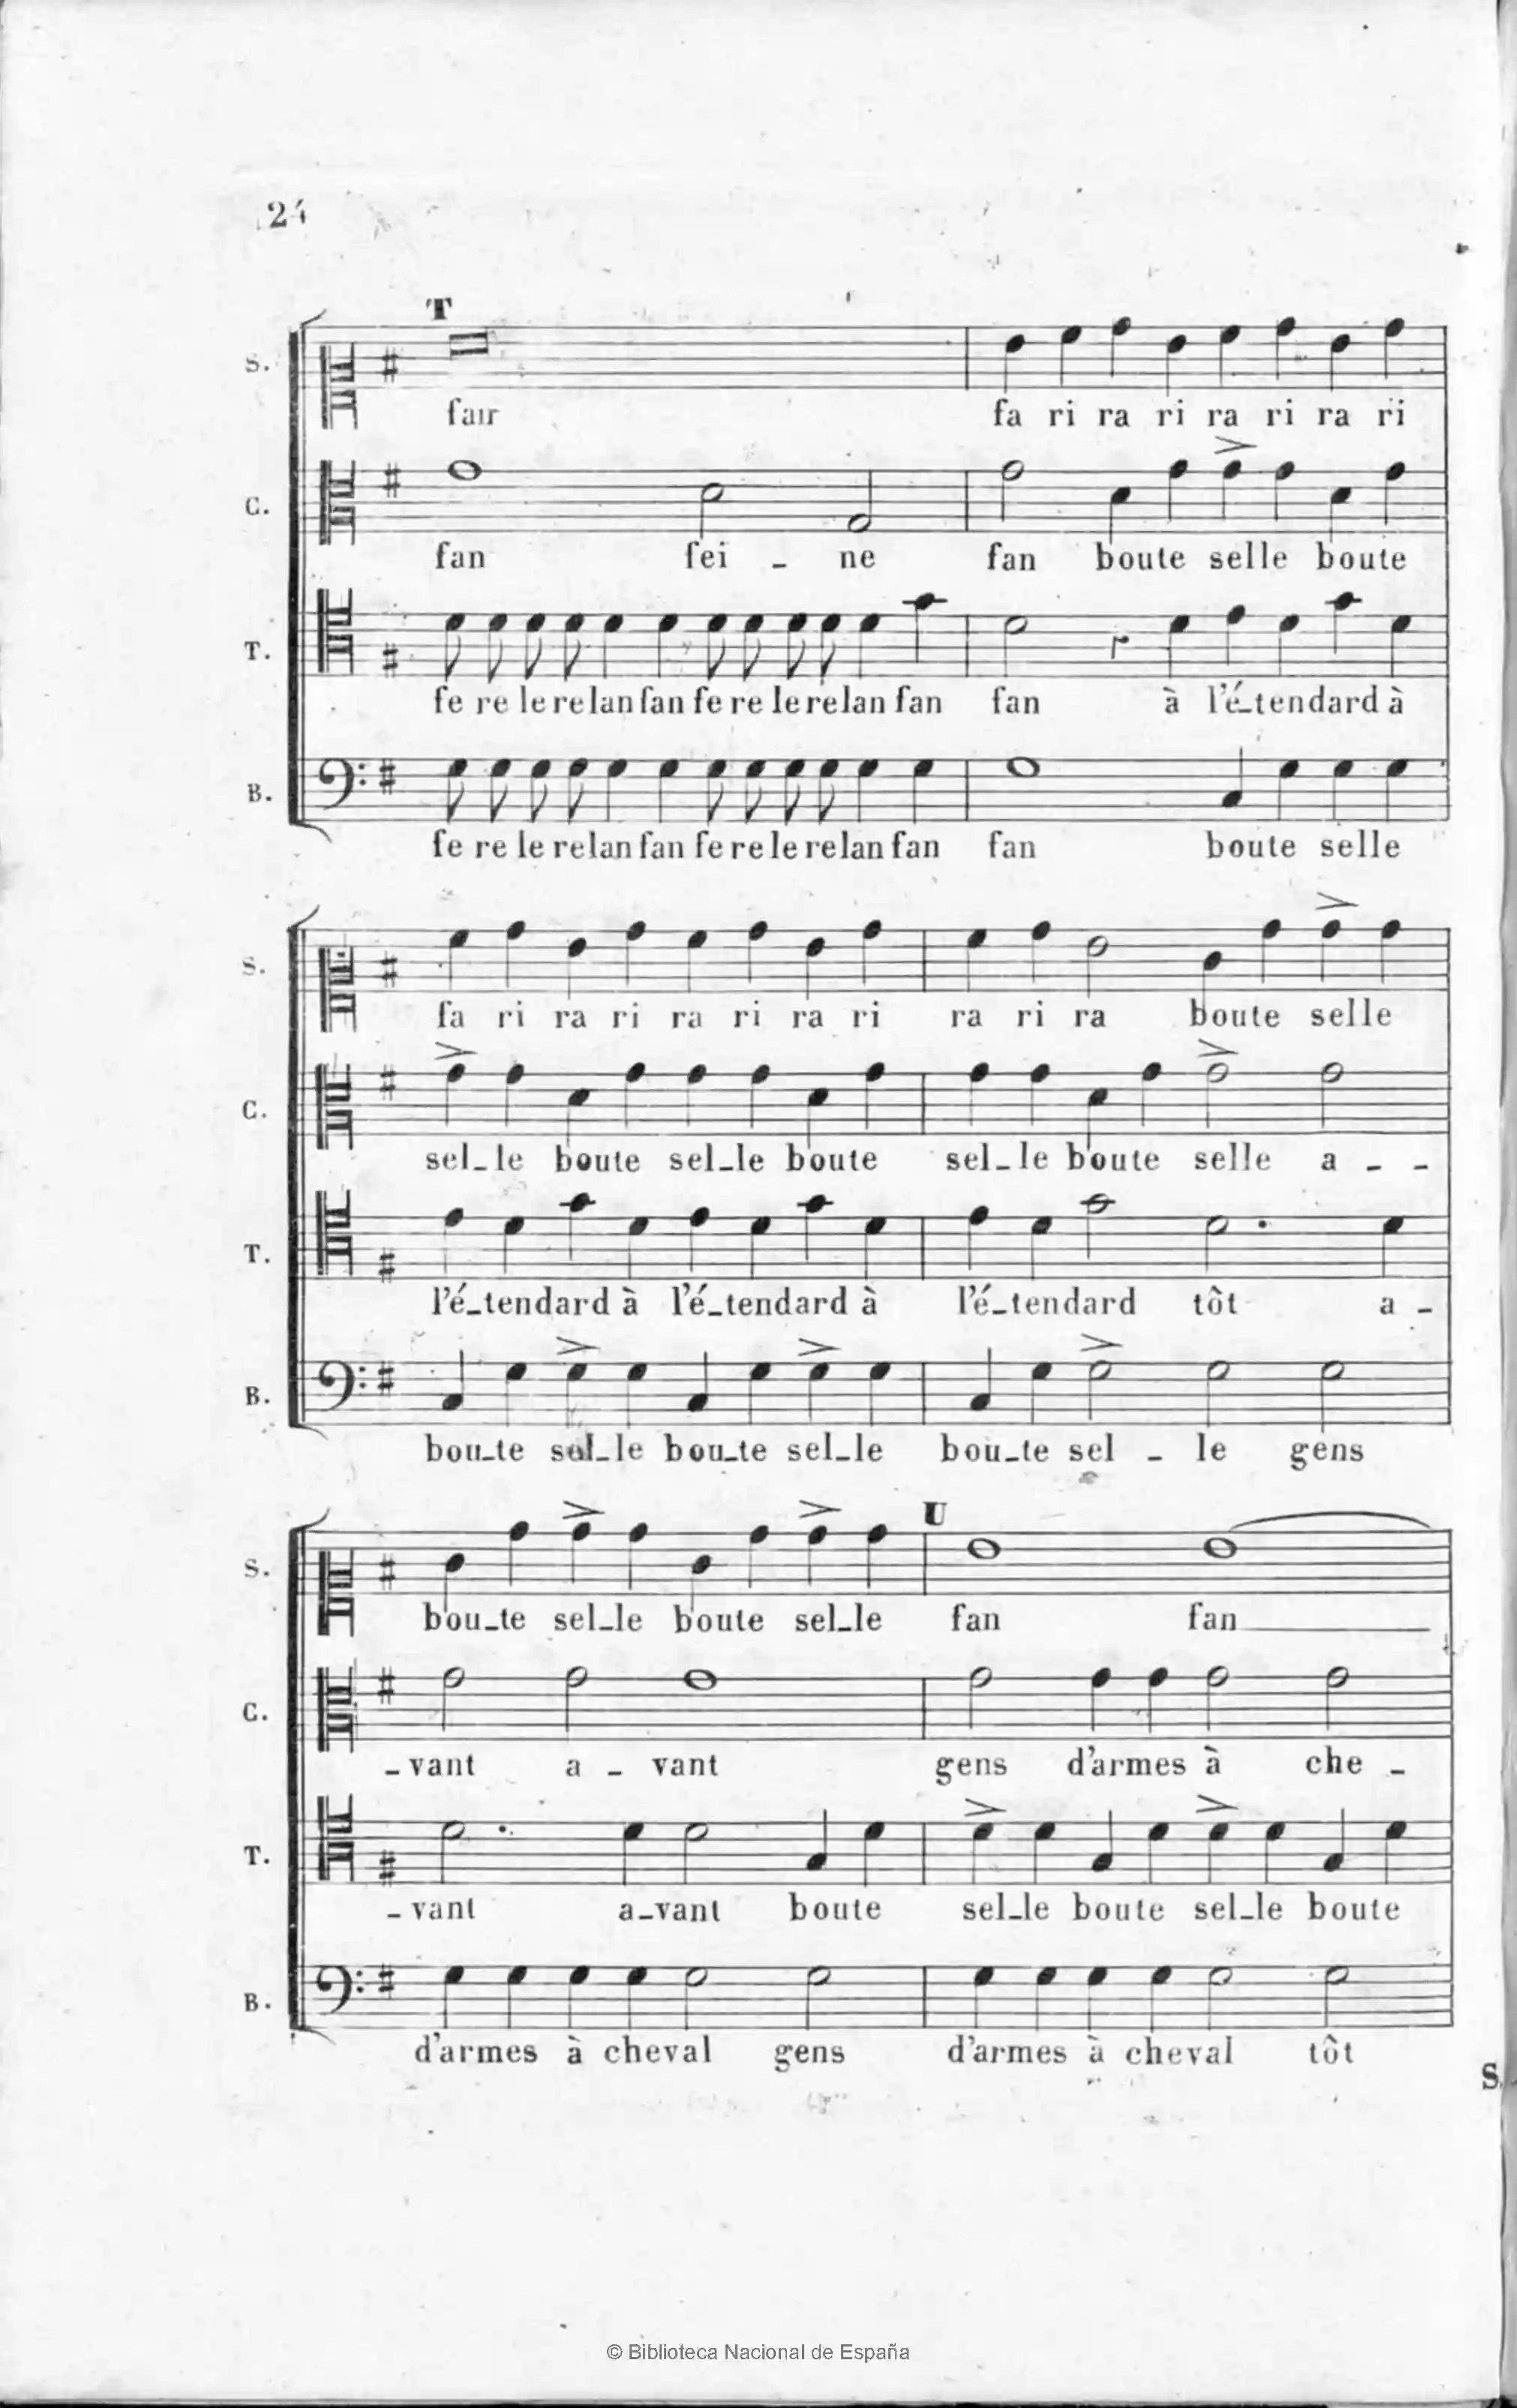 24
T
S.
fair fa ri ra ri ra ri ra ri
C.
fan fei - ne fan boute selle boute
T.
fe re le re lan fan fe re le re lan fan fan à l'é-tendard à
B.
fe re le re lan fan fe re le re lan fan fan boute selle
S.
fa ri ra ri ra ri ra ri ra ri ra boute selle
C.
sel-le boute sel-le boute sel-le boute selle a - -
T.
l'é-tendard à l'é-tendard à l'é-tendard tôt a -
B.
bou-te sel-le bou-te sel-le bou-te sel - le gens
U
S.
bou-te sel-le boute sel-le fan fan
C.
- vant a - vant gens d'armes à che -
T.
- vant a-vant boute sel-le boute sel-le boute
B.
d'armes à cheval gens d'armes à cheval tôt
S.
© Biblioteca Nacional de España